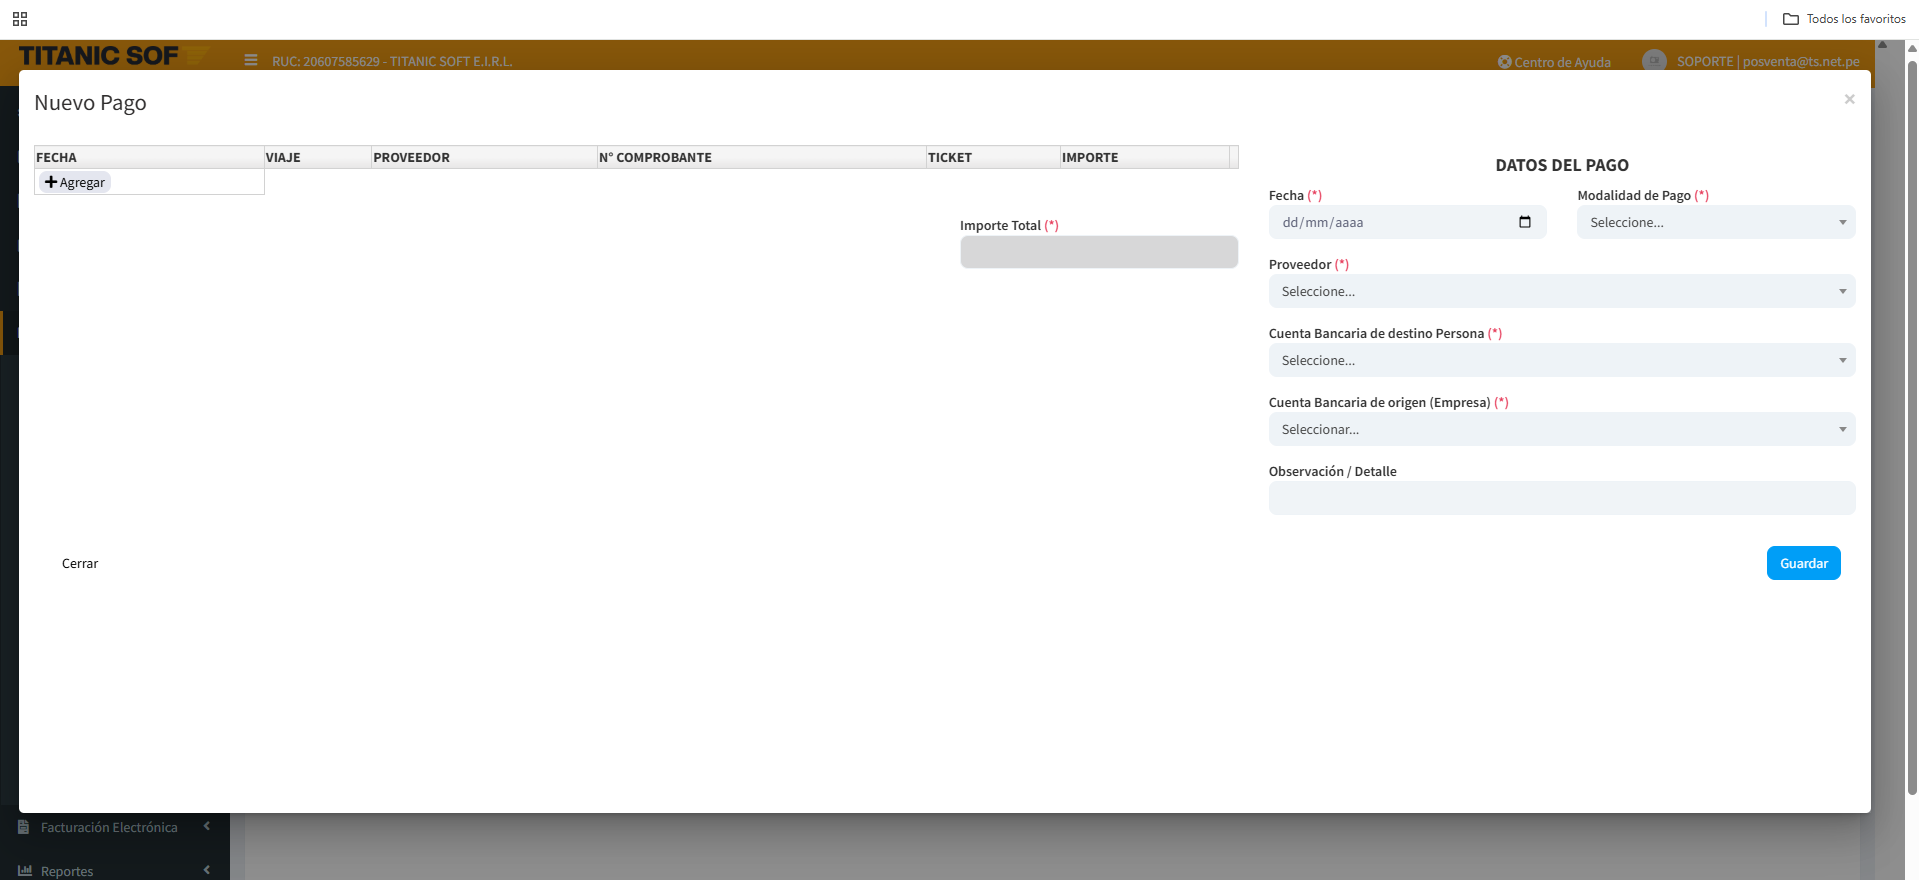 Todos los favoritos
TITANIC SOF
RUC: 20607585629 - TITANIC SOFT E.I.R.L.
Centro de Ayuda
SOPORTE | posventa@ts.net.pe
Nuevo Pago
×
FECHA VIAJE PROVEEDOR N° COMPROBANTE TICKET IMPORTE
Agregar
Importe Total (*)
DATOS DEL PAGO
Fecha (*)
dd/mm/aaaa
Modalidad de Pago (*)
Seleccione...
Proveedor (*)
Seleccione...
Cuenta Bancaria de destino Persona (*)
Seleccione...
Cuenta Bancaria de origen (Empresa) (*)
Seleccionar...
Observación / Detalle
Cerrar
Guardar
Facturación Electrónica
Reportes